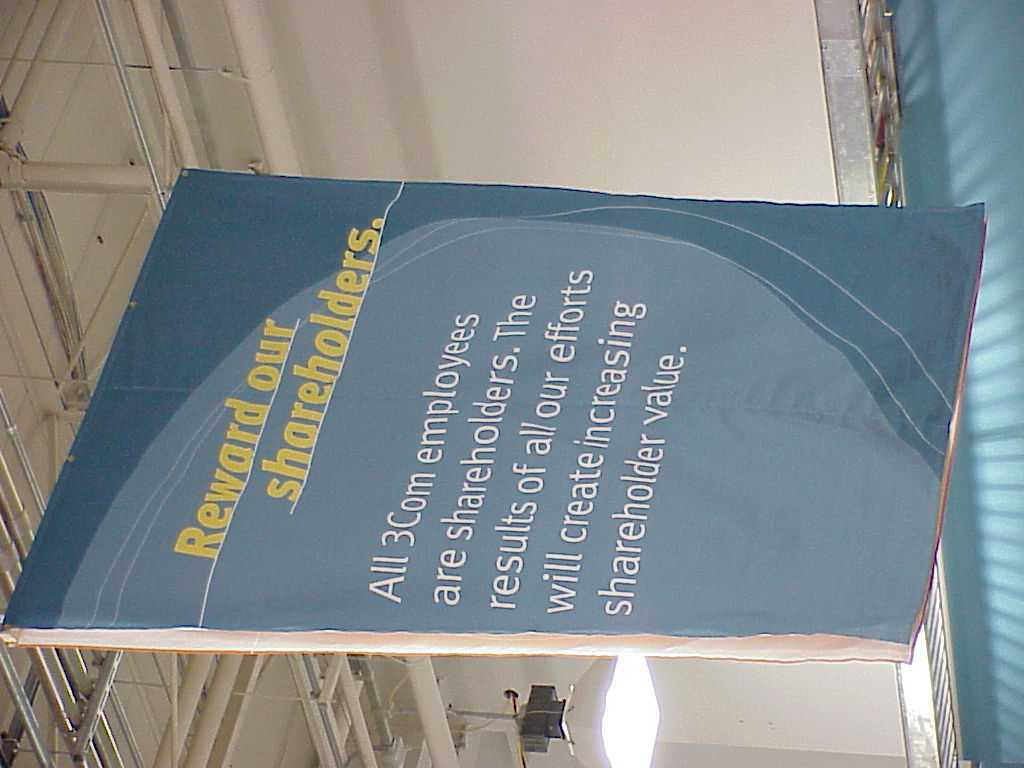 Reward our
shareholders.
All 3Com employees
are shareholders. The
results of all our efforts
will create increasing
shareholder value.